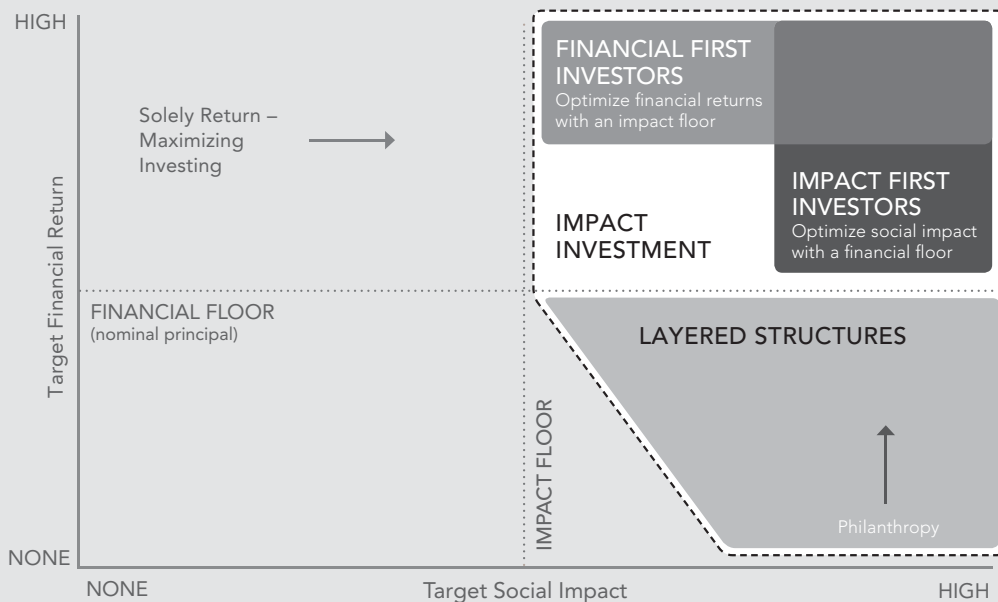 HIGH
FINANCIAL FIRST
INVESTORS
Optimize financial returns
with an impact floor
Solely Return –
Maximizing
Investing
IMPACT FIRST
INVESTORS
Optimize social impact
with a financial floor
IMPACT
INVESTMENT
Target Financial Return
FINANCIAL FLOOR
(nominal principal)
LAYERED STRUCTURES
IMPACT FLOOR
Philanthropy
NONE
NONE
Target Social Impact
HIGH